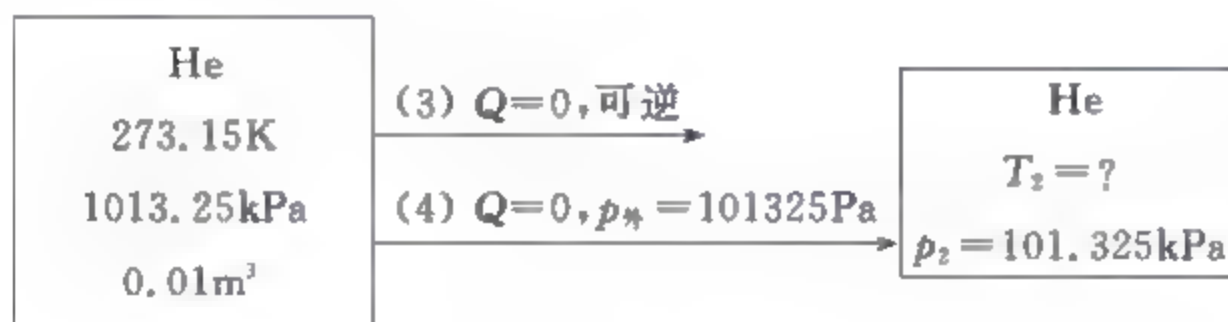 He
273.15K
1013.25kPa
0.01m³
(3) Q=0,可逆
(4) Q=0,p外=101325Pa
He
T₂=?
p₂=101.325kPa